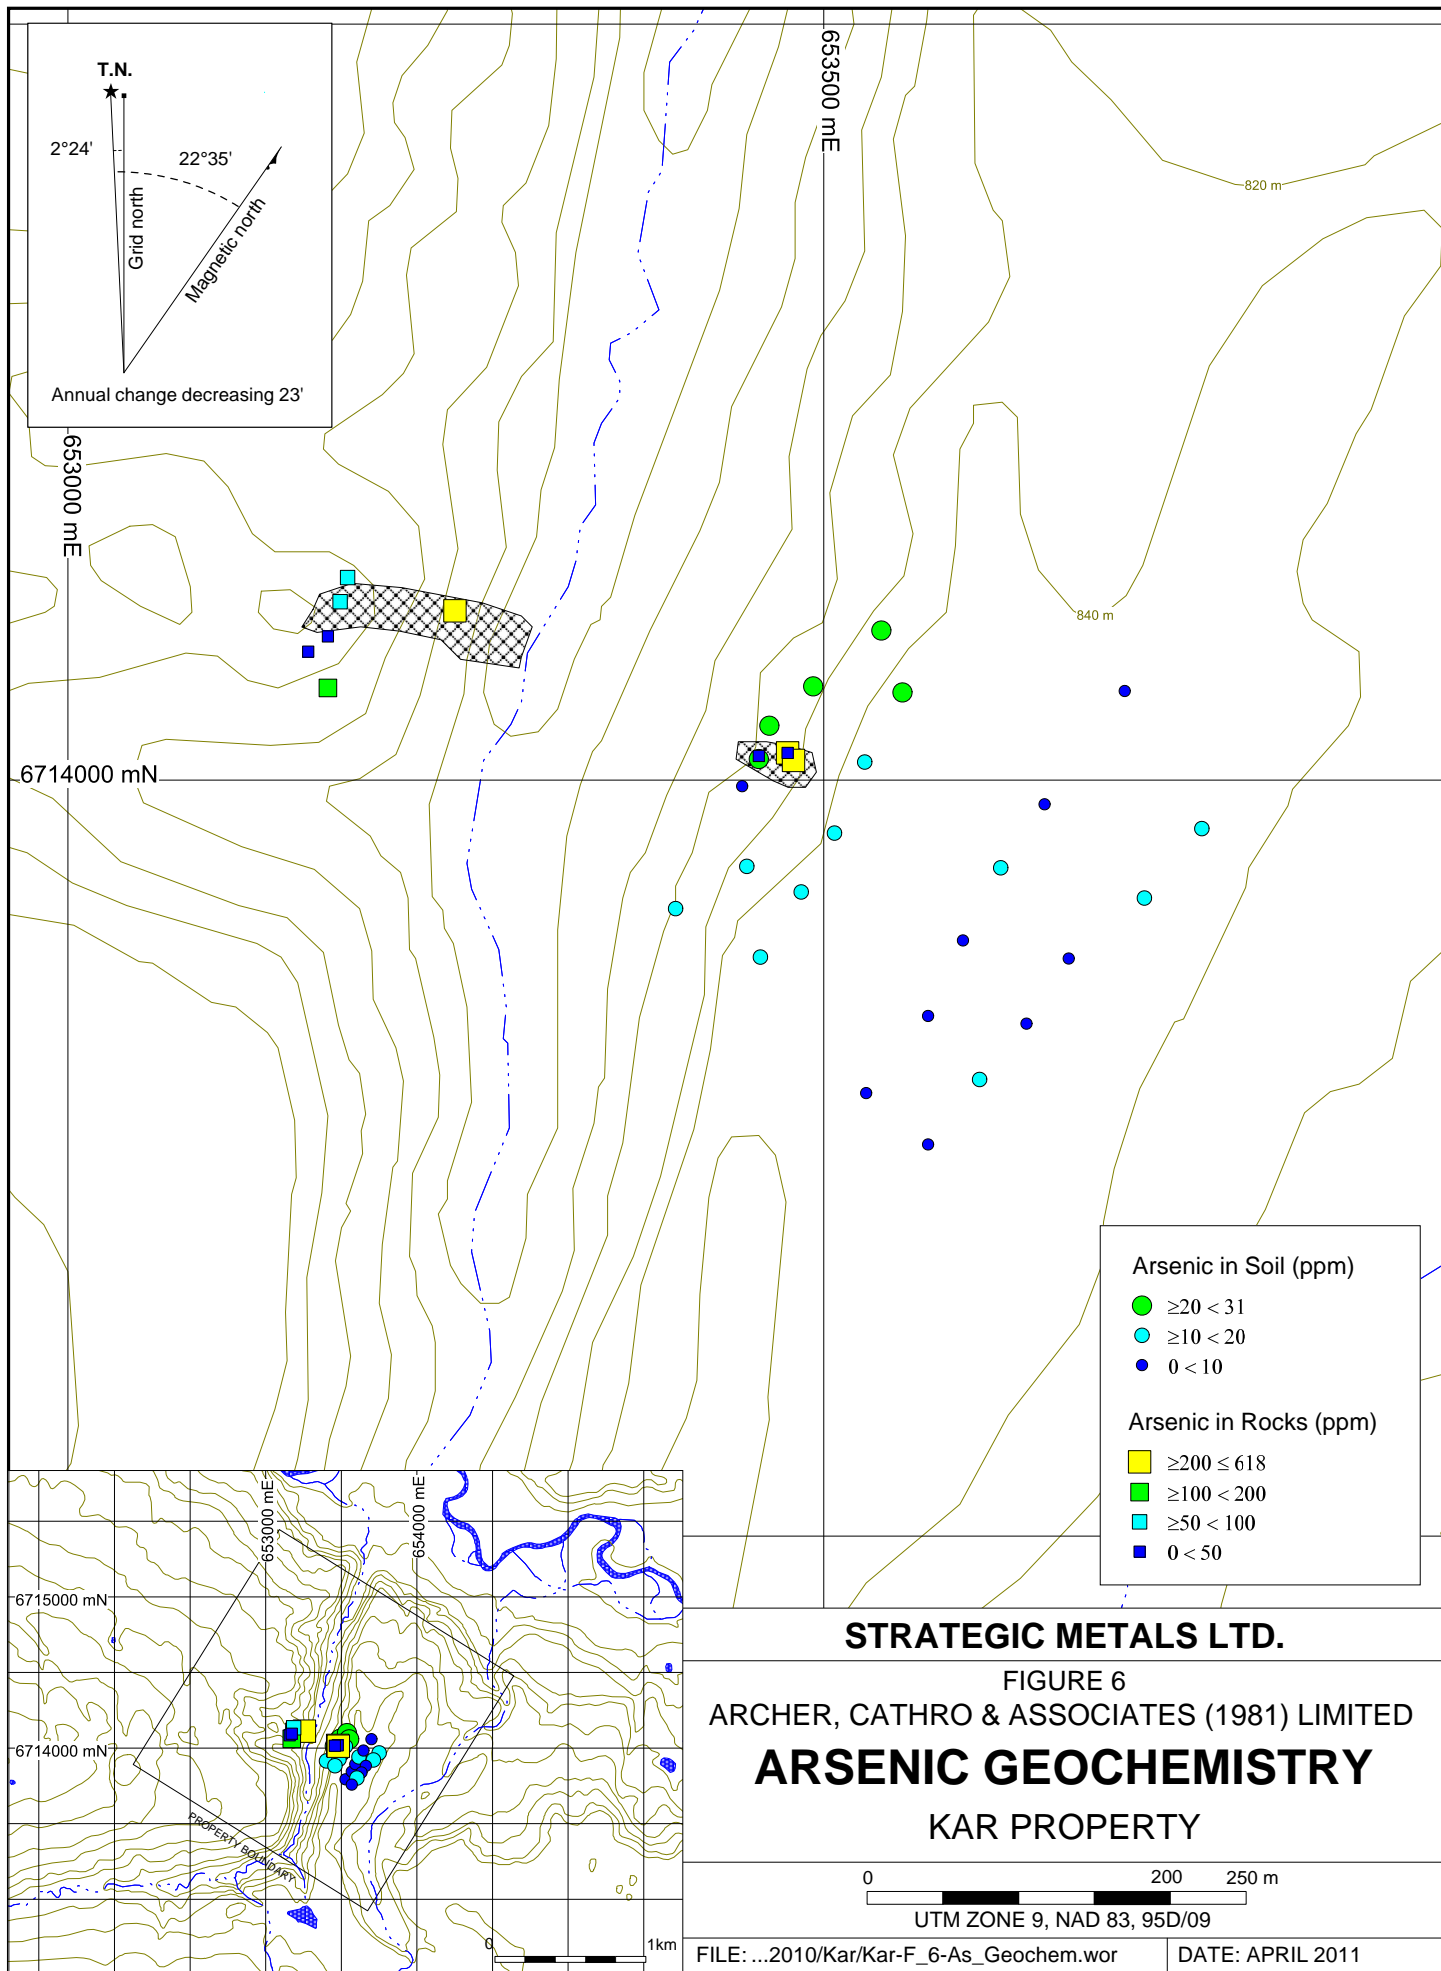 T.N.
2°24'
22°35'
Grid north
Magnetic north
Annual change decreasing 23'
653000 mE
653500 mE
820 m
840 m
6714000 mN
Arsenic in Soil (ppm)
≥20 < 31
≥10 < 20
0 < 10
Arsenic in Rocks (ppm)
≥200 ≤ 618
≥100 < 200
≥50 < 100
0 < 50
653000 mE
654000 mE
6715000 mN
6714000 mN
PROPERTY BOUNDARY
0 1km
STRATEGIC METALS LTD.
FIGURE 6
ARCHER, CATHRO & ASSOCIATES (1981) LIMITED
ARSENIC GEOCHEMISTRY
KAR PROPERTY
0 200 250 m
UTM ZONE 9, NAD 83, 95D/09
FILE: ...2010/Kar/Kar-F_6-As_Geochem.wor
DATE: APRIL 2011